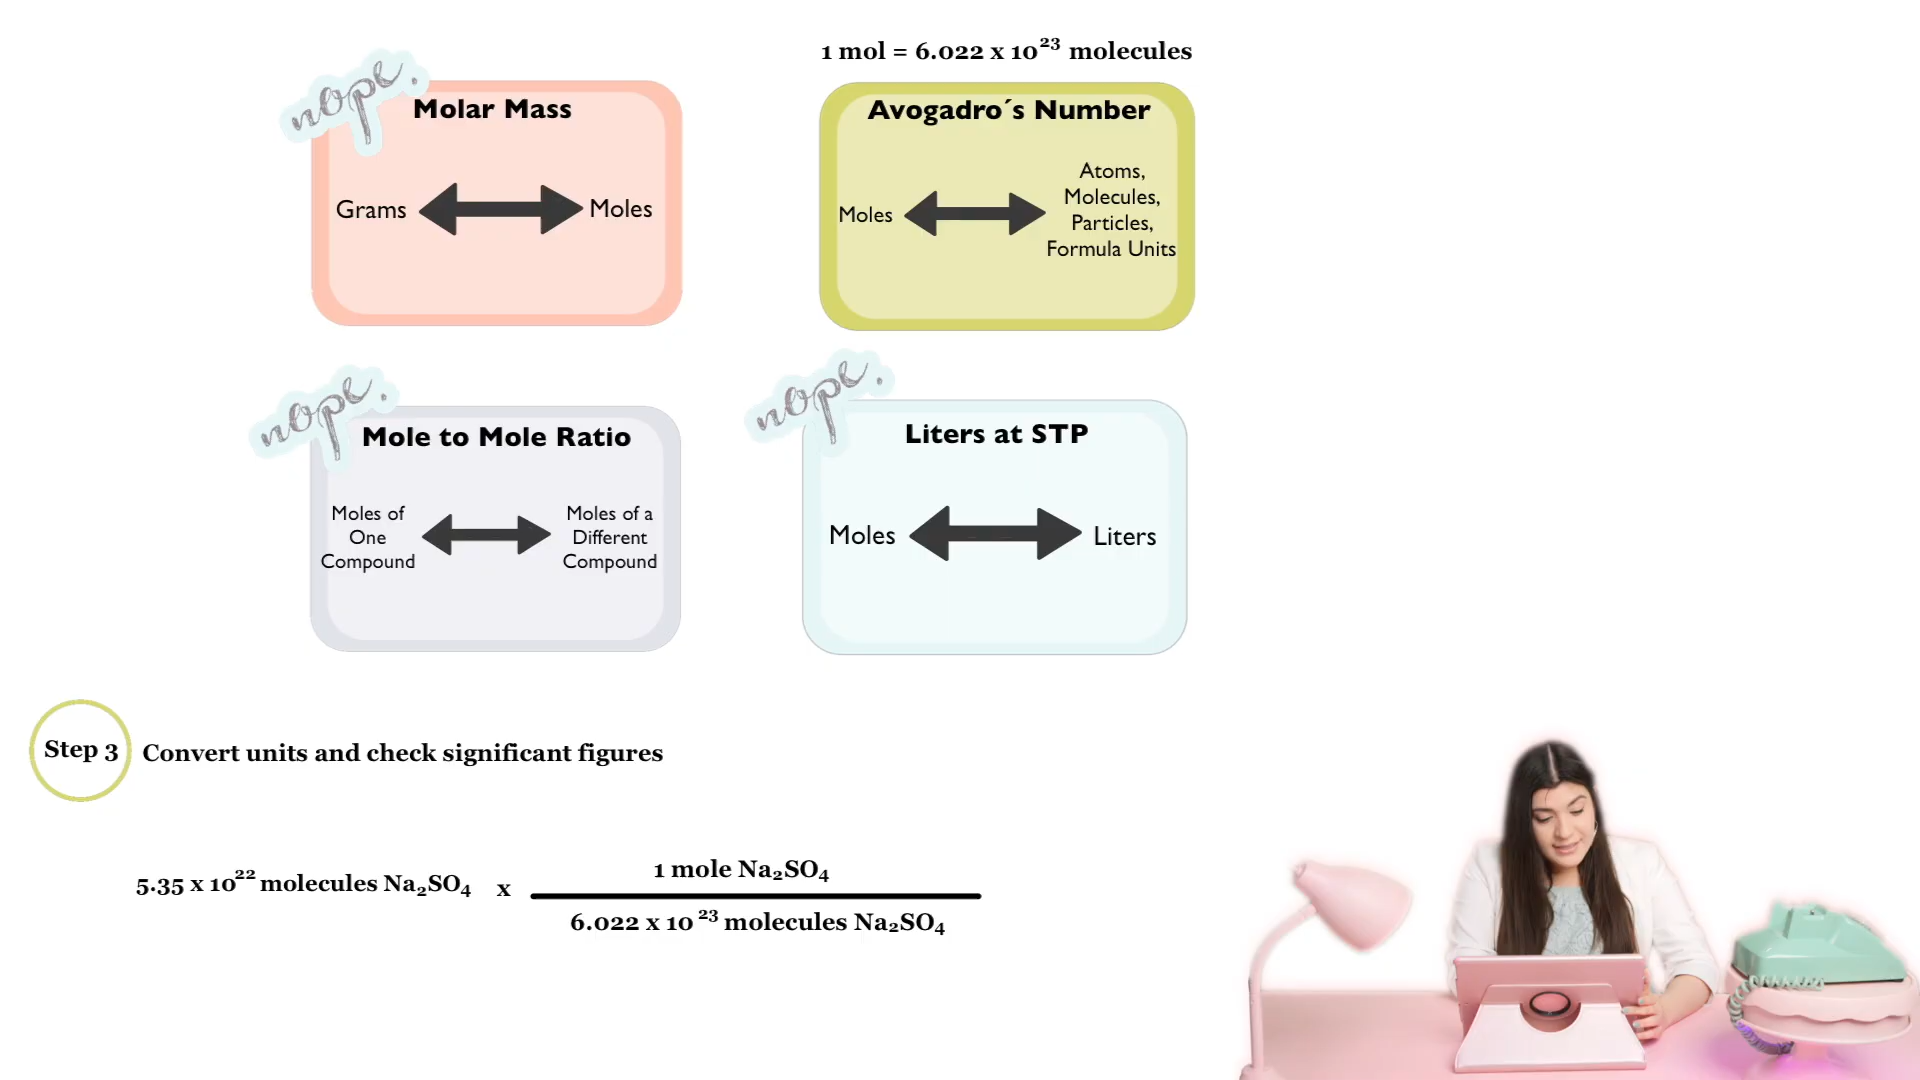 1 mol = 6.022 x 10²³ molecules
nope.
Molar Mass
Grams
Moles
Avogadro´s Number
Moles
Atoms,
Molecules,
Particles,
Formula Units
nope.
Mole to Mole Ratio
Moles of
One
Compound
Moles of a
Different
Compound
nope.
Liters at STP
Moles
Liters
Step 3
Convert units and check significant figures
5.35 x 10²² molecules Na₂SO₄ x
1 mole Na₂SO₄
6.022 x 10²³ molecules Na₂SO₄